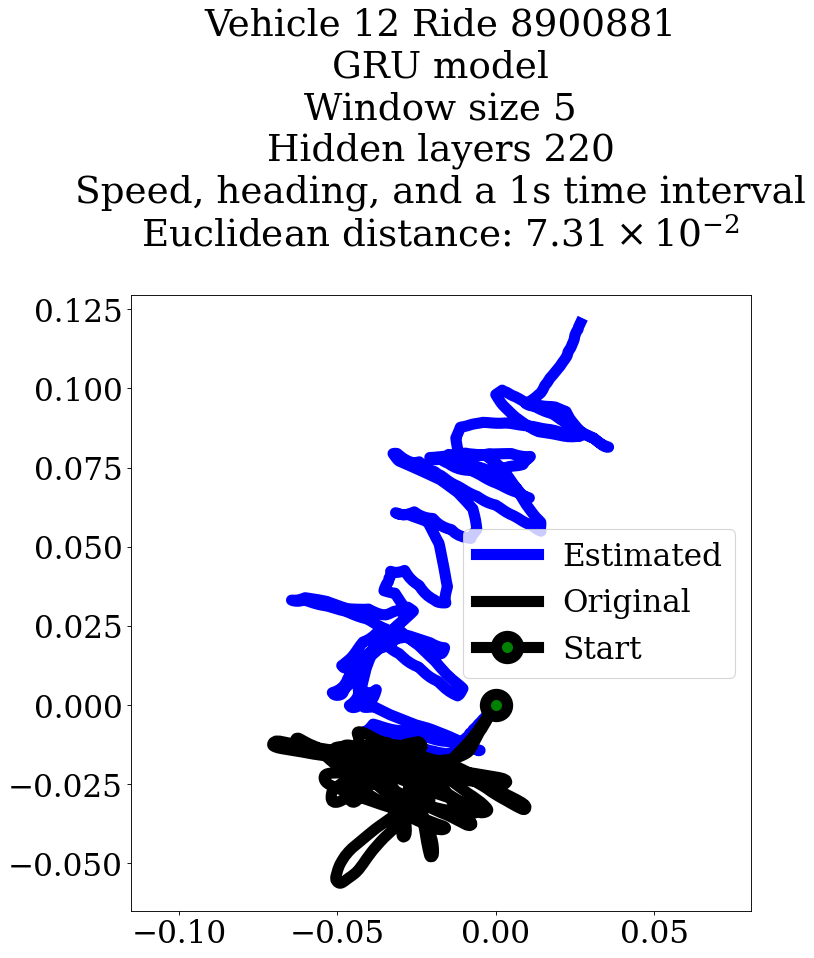 Vehicle 12 Ride 8900881
GRU model
Window size 5
Hidden layers 220
Speed, heading, and a 1s time interval
Euclidean distance: 7.31 × 10⁻²
0.125
0.100
0.075
0.050
0.025
0.000
−0.025
−0.050
Estimated
Original
Start
−0.10
−0.05
0.00
0.05